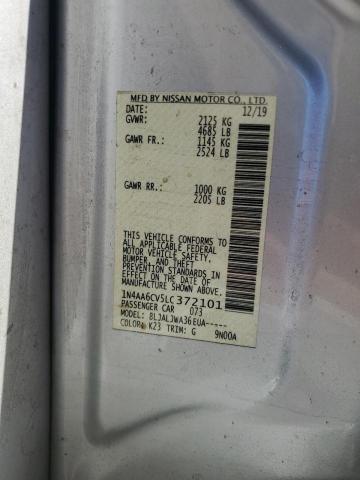 MFD BY NISSAN MOTOR CO., LTD.
DATE: 12/19
GVWR: 2125 KG
4685 LB
GAWR FR.: 1145 KG
2524 LB
GAWR RR.: 1000 KG
2205 LB
THIS VEHICLE CONFORMS TO
ALL APPLICABLE U.S. FEDERAL
BUMPER, AND THEFT
PREVENTION STANDARDS IN
EFFECT ON THE DATE OF
MANUFACTURE SHOWN ABOVE.
1N4AA6CV5LC372101
PASSENGER CAR 073
MODEL: BLJALJWA36EUA-----
COLOR: K23 TRIM: G 9N00A